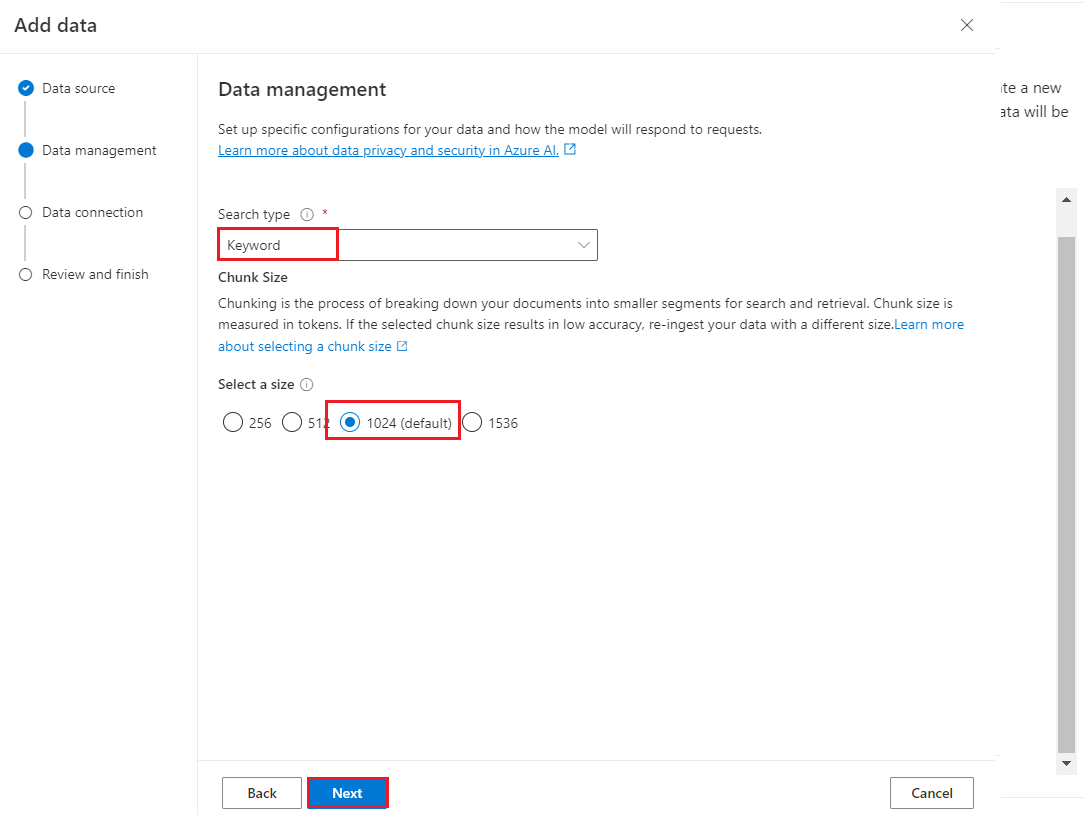 Add data
Data source
Data management
Data connection
Review and finish
Data management
Set up specific configurations for your data and how the model will respond to requests.
Learn more about data privacy and security in Azure AI.
Search type *
Keyword
Chunk Size
Chunking is the process of breaking down your documents into smaller segments for search and retrieval. Chunk size is
measured in tokens. If the selected chunk size results in low accuracy, re-ingest your data with a different size.Learn more
about selecting a chunk size
Select a size
256 512 1024 (default) 1536
Back Next Cancel
te a new
ata will be